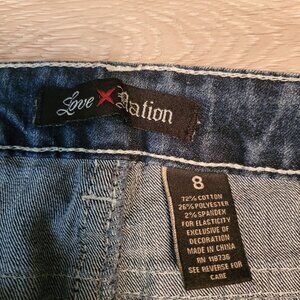 Love Nation
8
72% COTTON
26% POLYESTER
2% SPANDEX
FOR ELASTICITY
EXCLUSIVE OF
DECORATION
MADE IN CHINA
RN 118736
SEE REVERSE FOR
CARE